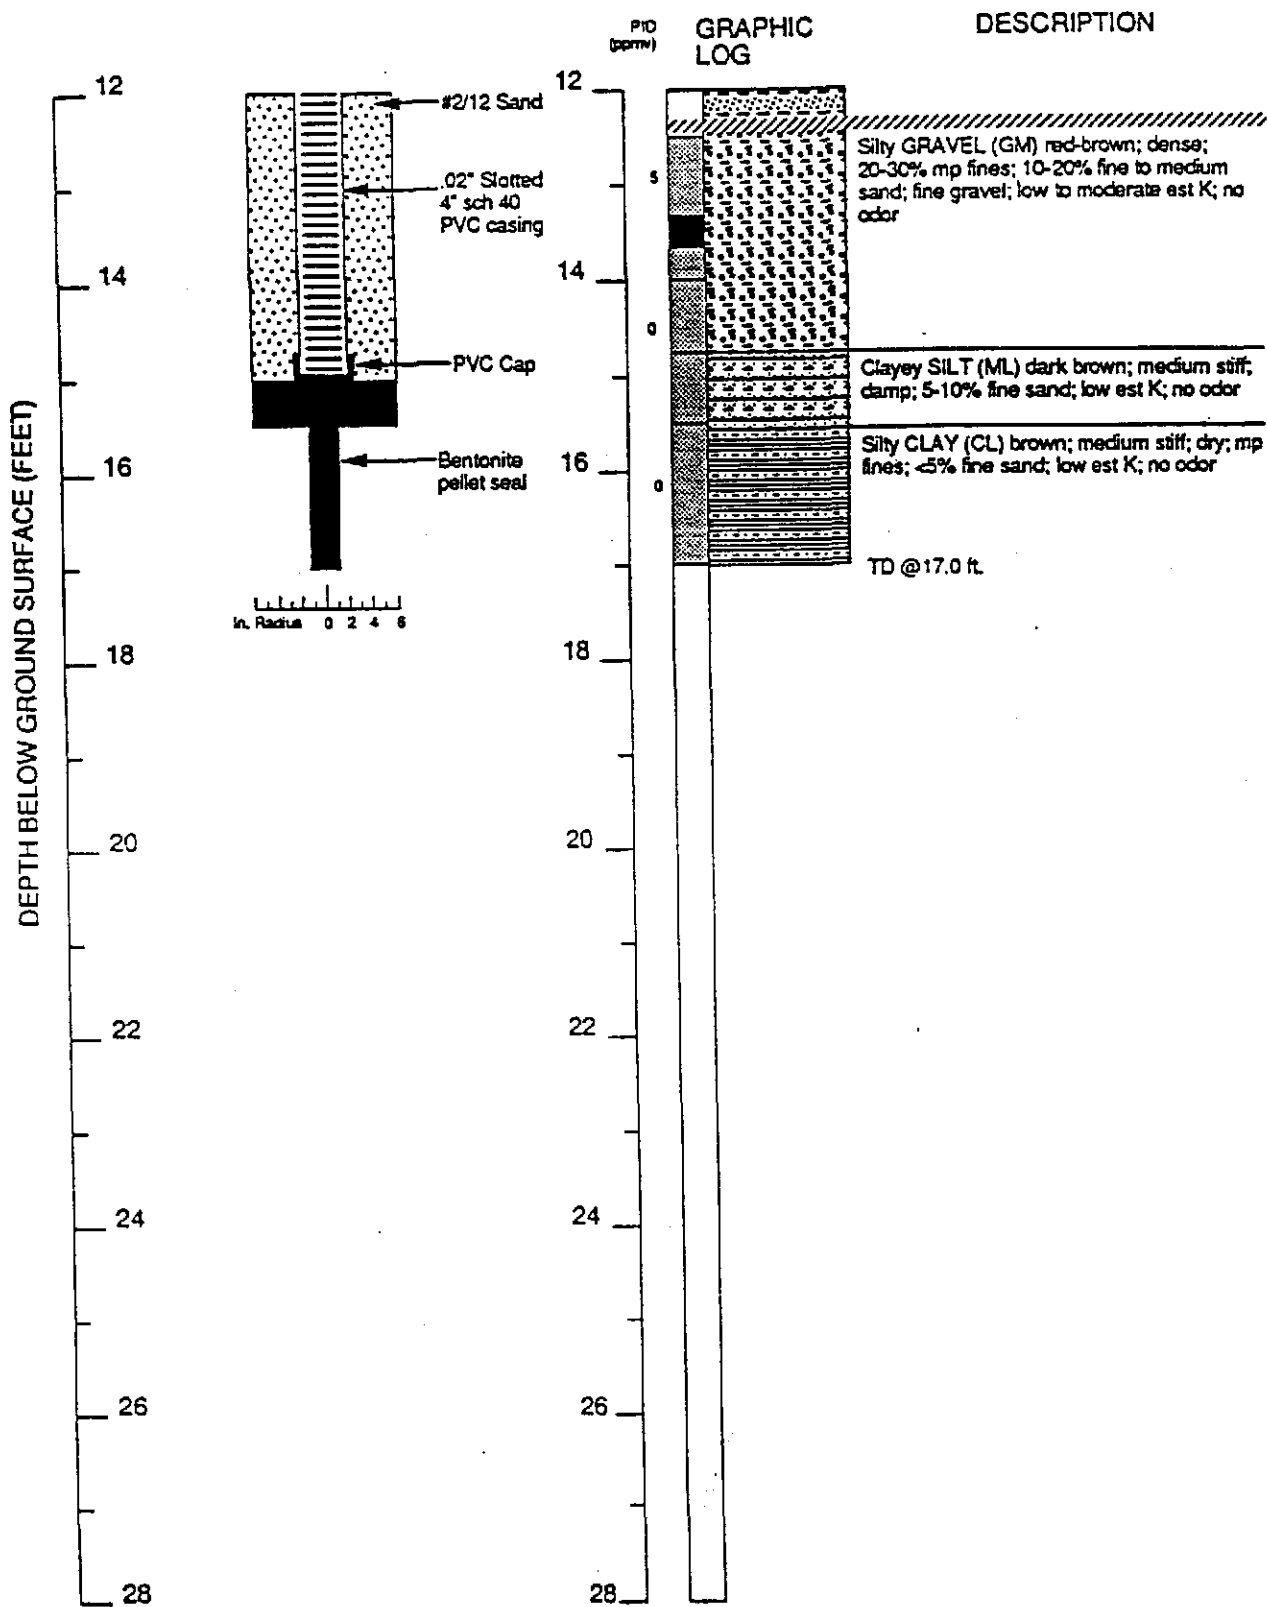 PID
(ppmv)
GRAPHIC
LOG
DESCRIPTION
12
#2/12 Sand
.02" Slotted
4" sch 40
PVC casing
14
PVC Cap
Bentonite
pellet seal
16
In. Radius 0 2 4 6
18
20
22
24
26
28
DEPTH BELOW GROUND SURFACE (FEET)
12
5
14
0
16
0
18
20
22
24
26
28
Silty GRAVEL (GM) red-brown; dense;
20-30% mp fines; 10-20% fine to medium
sand; fine gravel; low to moderate est K; no
odor
Clayey SILT (ML) dark brown; medium stiff;
damp; 5-10% fine sand; low est K; no odor
Silty CLAY (CL) brown; medium stiff; dry; mp
fines; <5% fine sand; low est K; no odor
TD @17.0 ft.